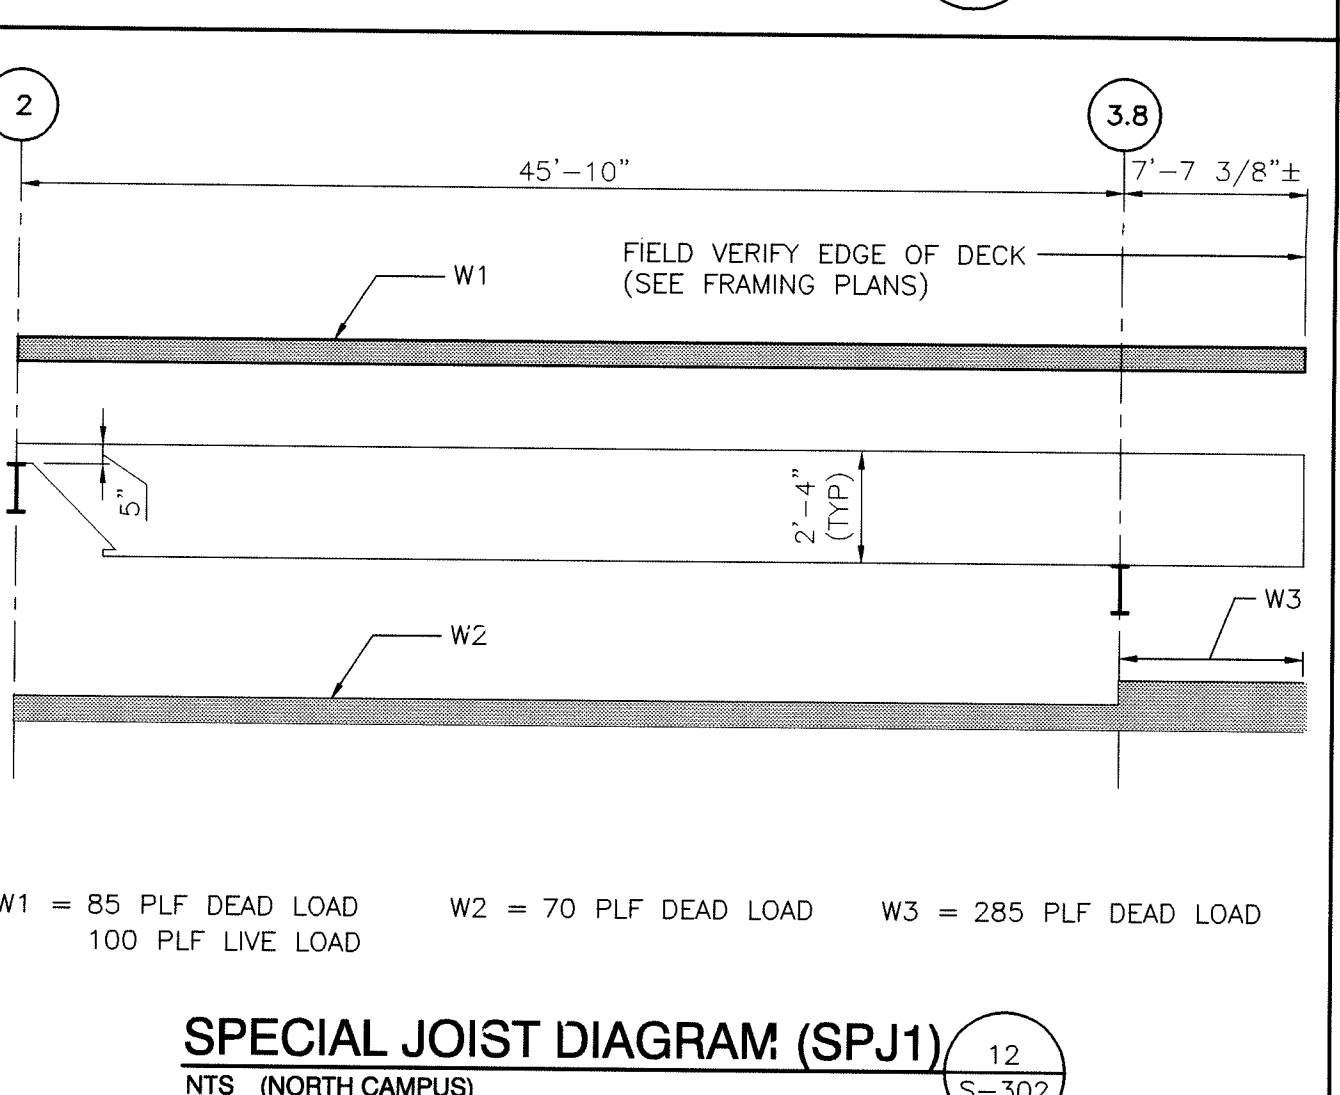 2
3.8
45'-10"
7'-7 3/8"±
FIELD VERIFY EDGE OF DECK
(SEE FRAMING PLANS)
W1
5"
2'-4"
(TYP)
W3
W2
W1 = 85 PLF DEAD LOAD
100 PLF LIVE LOAD
W2 = 70 PLF DEAD LOAD
W3 = 285 PLF DEAD LOAD
SPECIAL JOIST DIAGRAM (SPJ1)
12
NTS (NORTH CAMPUS)
S-302